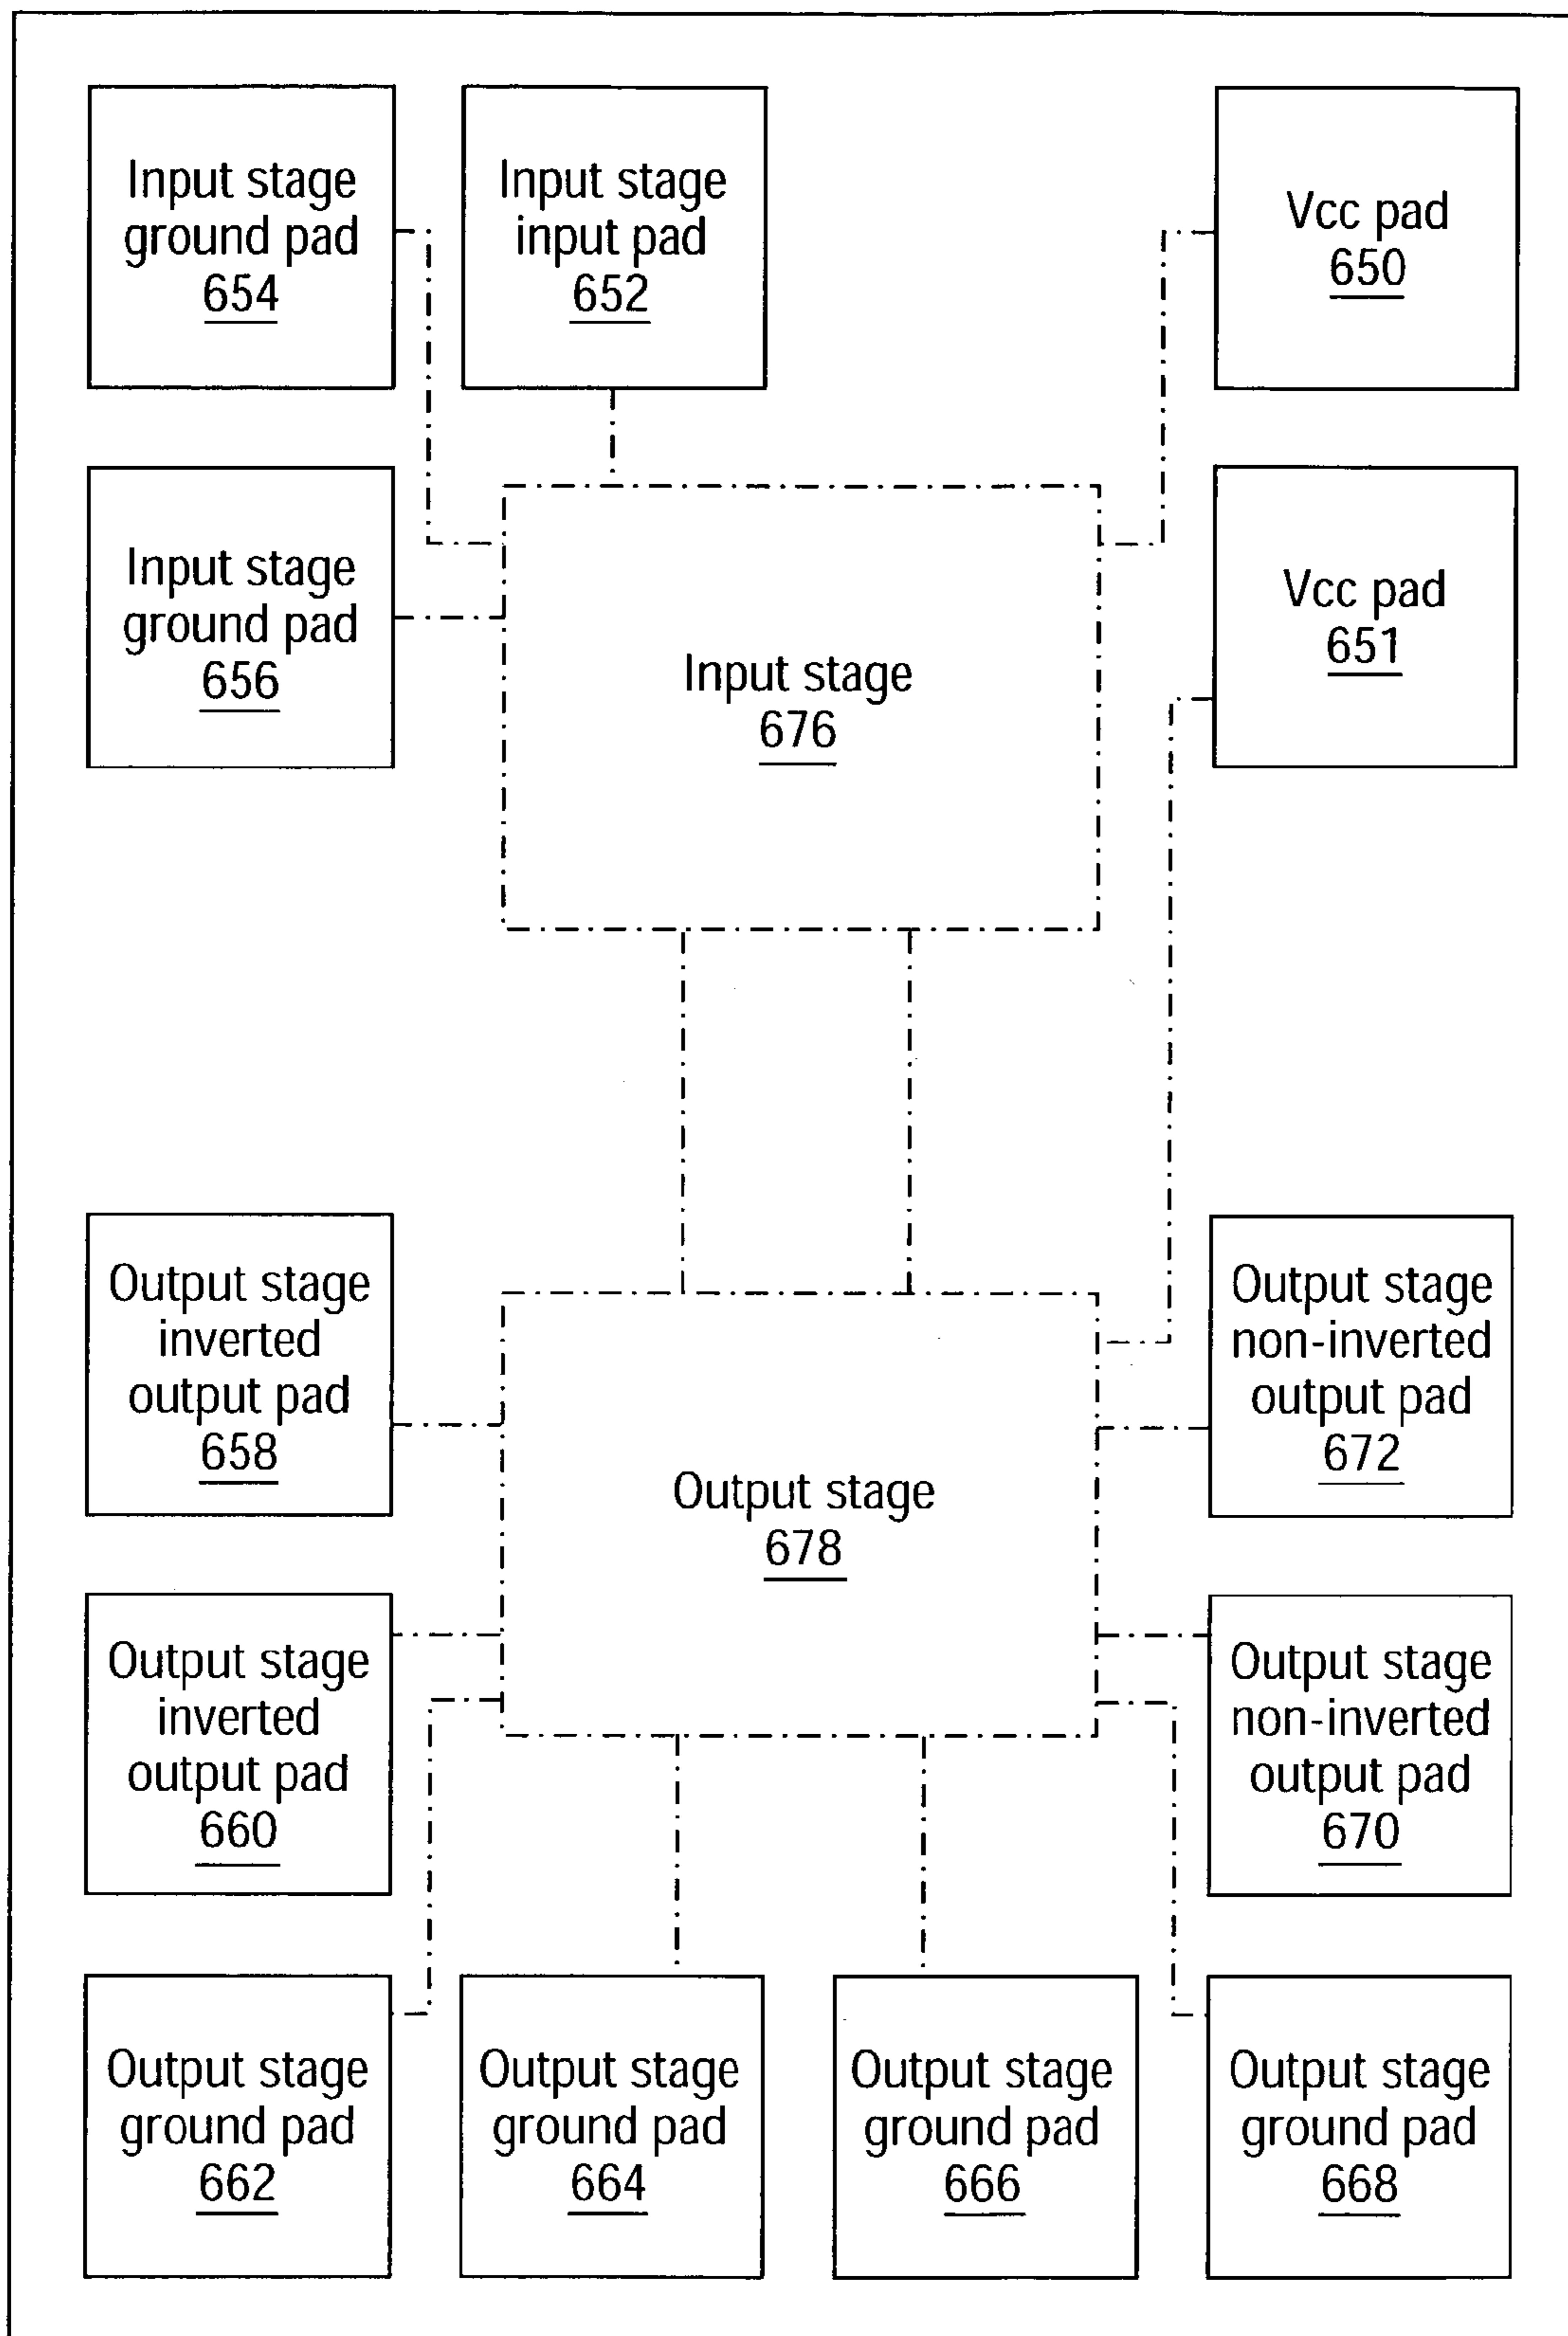 Input stage
ground pad
654
Input stage
input pad
652
Vcc pad
650
Input stage
ground pad
656
Input stage
676
Vcc pad
651
Output stage
inverted
output pad
658
Output stage
678
Output stage
non-inverted
output pad
672
Output stage
inverted
output pad
660
Output stage
non-inverted
output pad
670
Output stage
ground pad
662
Output stage
ground pad
664
Output stage
ground pad
666
Output stage
ground pad
668